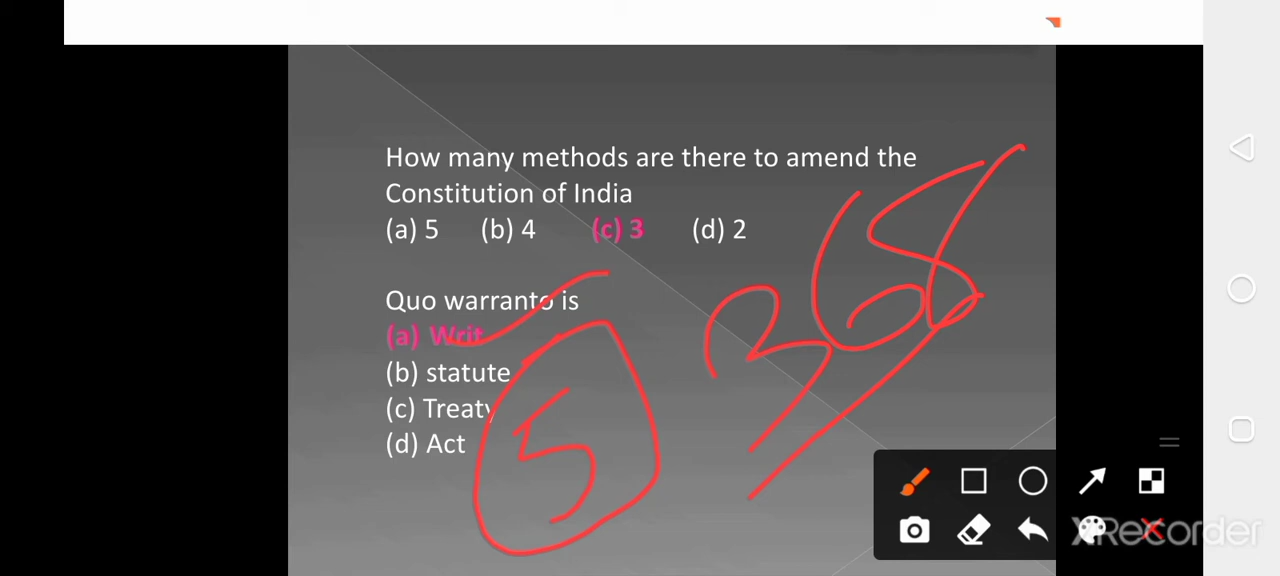 How many methods are there to amend the
Constitution of India
(a) 5 (b) 4 (c) 3 (d) 2
368
Quo warranto is
(a) Writ
(b) statute
(c) Treaty
(d) Act
5
XRecorder